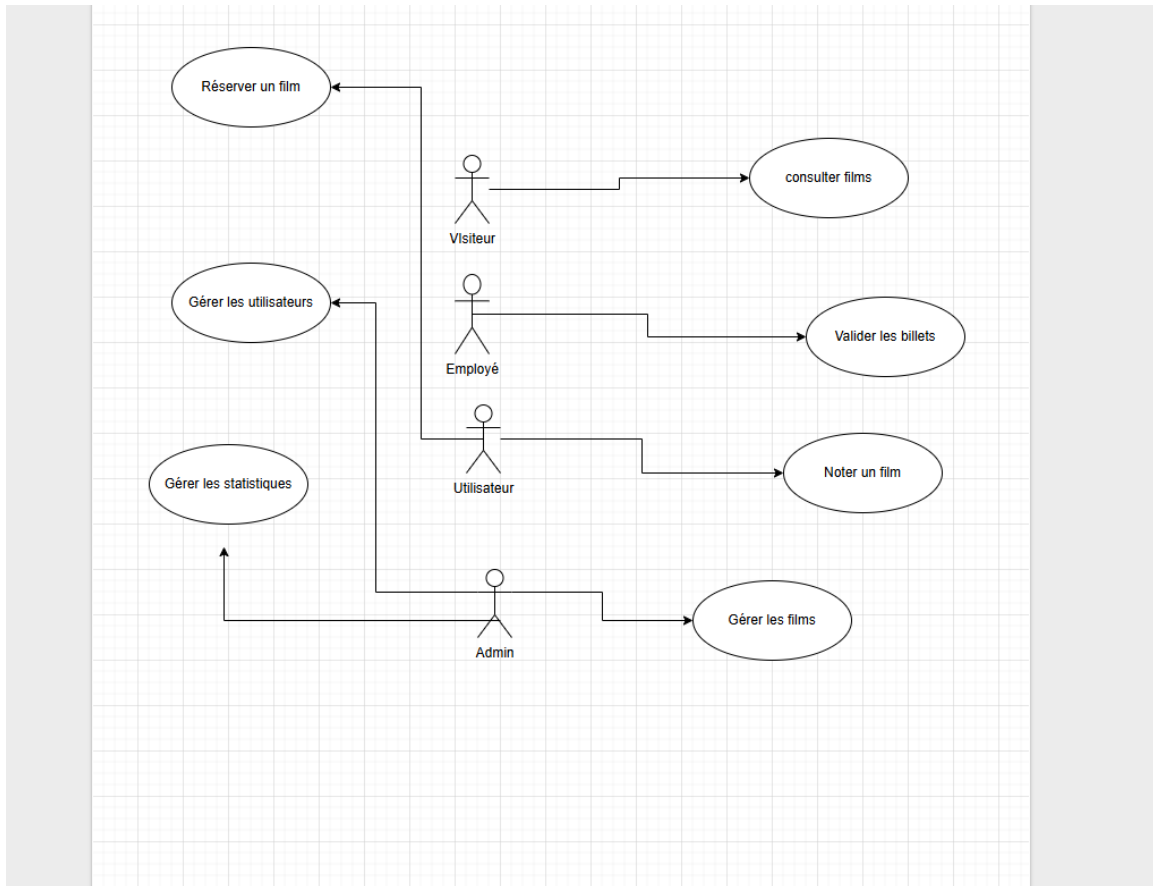 Réserver un film
consulter films
VIsiteur
Gérer les utilisateurs
Valider les billets
Employé
Noter un film
Gérer les statistiques
Utilisateur
Gérer les films
Admin